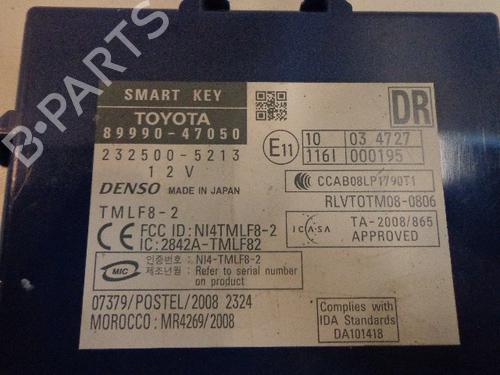 B-PARTS
SMART KEY
TOYOTA
89990-47050
232500-5213
12V
DENSO MADE IN JAPAN
TMLF8-2
CE FCC ID: NI4TMLF8-2
IC: 2842A-TMLF82
MIC
인증번호 : NI4-TMLF8-2
제조년월 : Refer to serial number
on product
07379/POSTEL/2008 2324
MOROCCO: MR4269/2008
DR
E11
10 03 4727
116I 000195
CCAB08LP1790T1
RLVTOTM08-0806
ICASA
TA-2008/865
APPROVED
Complies with
IDA Standards
DA101418